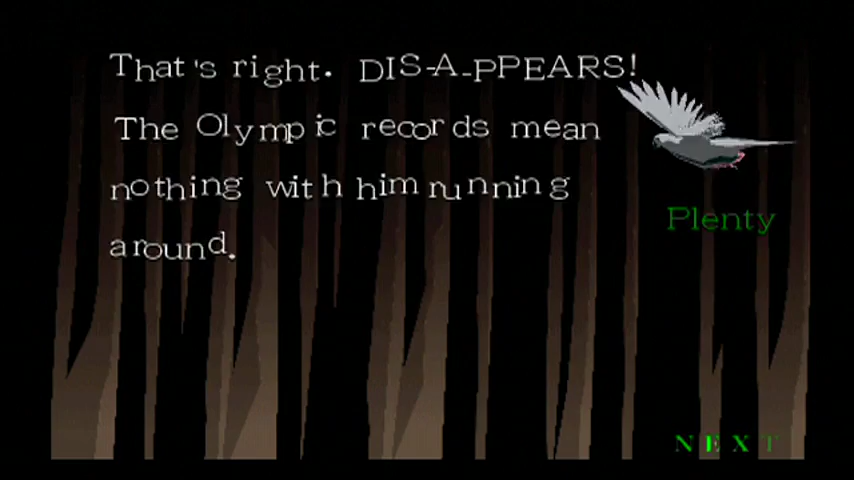 That's right. DIS-A-PPEARS!
The Olympic records mean
nothing with him running
around.
Plenty
NEXT